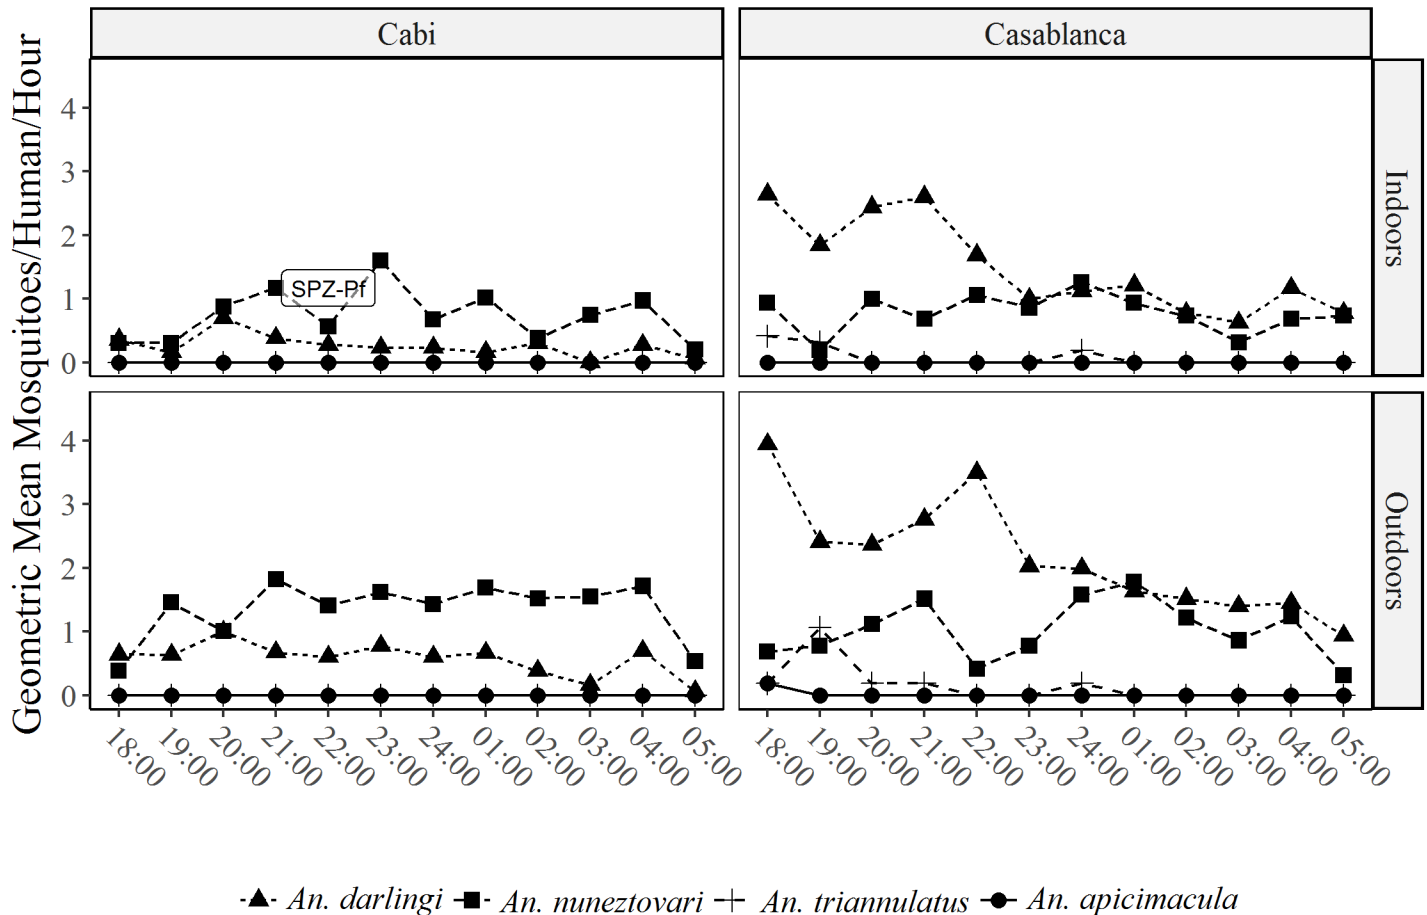 Cabi
Casablanca
Geometric Mean Mosquitoes/Human/Hour
4
3
2
1
0
SPZ-Pf
Indoors
4
3
2
1
0
Outdoors
18:00 19:00 20:00 21:00 22:00 23:00 24:00 01:00 02:00 03:00 04:00 05:00
18:00 19:00 20:00 21:00 22:00 23:00 24:00 01:00 02:00 03:00 04:00 05:00
An. darlingi An. nuneztovari An. triannulatus An. apicimacula